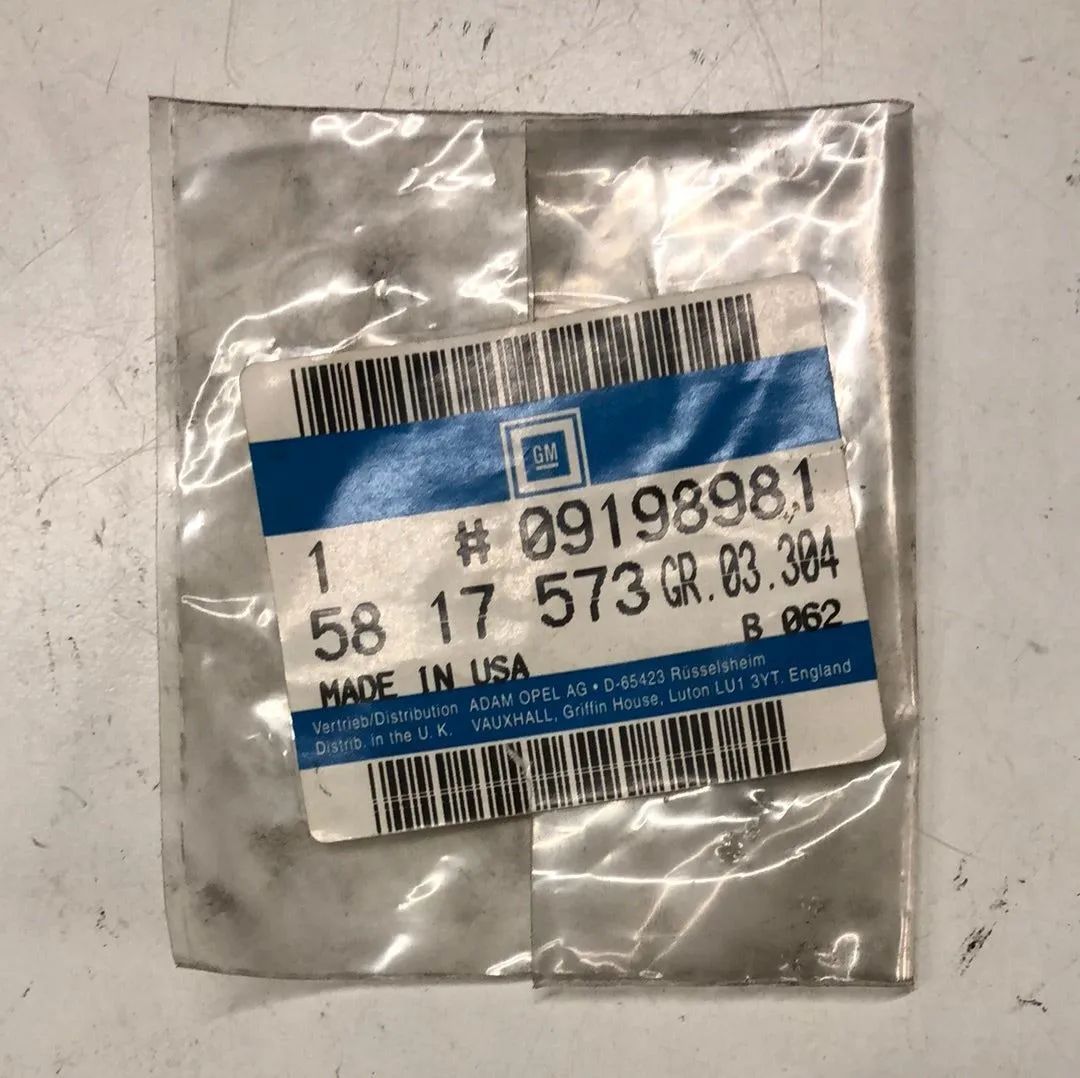 GM
1 # 09198981
58 17 573 GR. 03.304
B 062
MADE IN USA
Vertrieb/Distribution ADAM OPEL AG • D-65423 Rüsselsheim
Distrib. in the U. K. VAUXHALL, Griffin House, Luton LU1 3YT, England